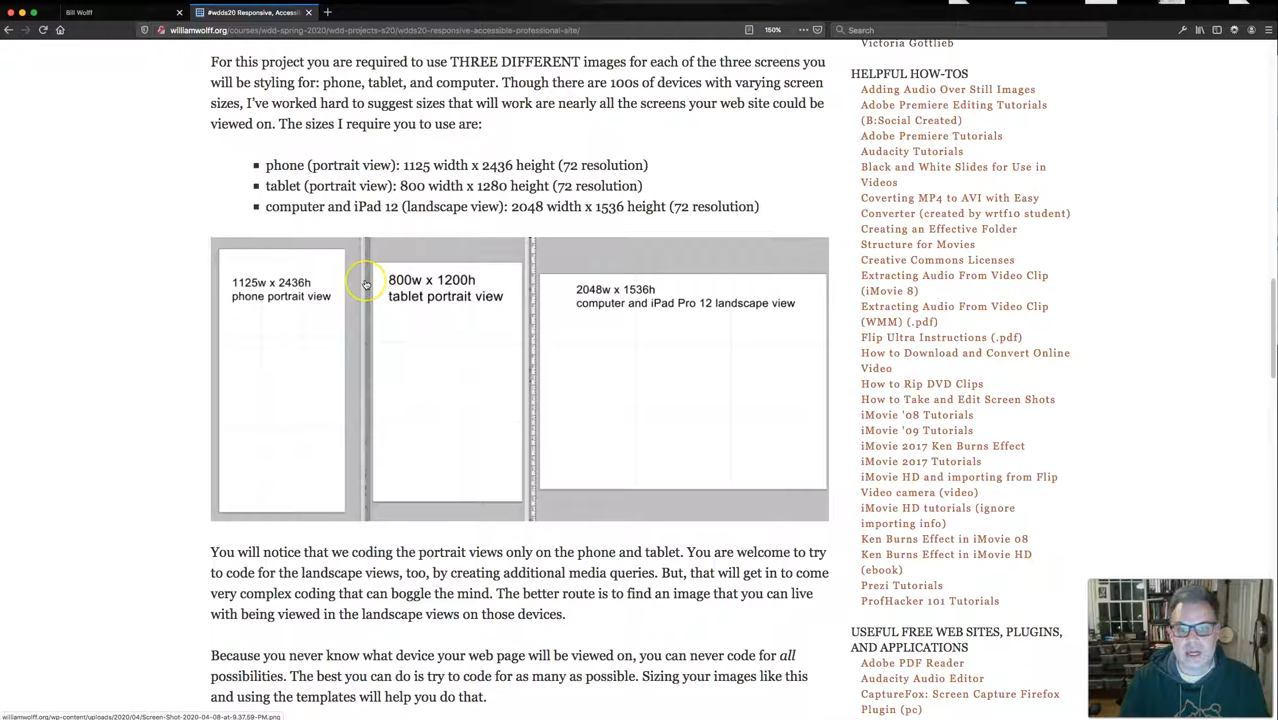 Bill Wolff
#wdds20 Responsive, Accessi
williamwolff.org/courses/wdd-spring-2020/wdd-projects-s20/wdds20-responsive-accessible-professional-site/
150%
Search
For this project you are required to use THREE DIFFERENT images for each of the three screens you
will be styling for: phone, tablet, and computer. Though there are 100s of devices with varying screen
sizes, I've worked hard to suggest sizes that will work are nearly all the screens your web site could be
viewed on. The sizes I require you to use are:
phone (portrait view): 1125 width x 2436 height (72 resolution)
tablet (portrait view): 800 width x 1280 height (72 resolution)
computer and iPad 12 (landscape view): 2048 width x 1536 height (72 resolution)
1125w x 2436h
phone portrait view
800w x 1200h
tablet portrait view
2048w x 1536h
computer and iPad Pro 12 landscape view
You will notice that we coding the portrait views only on the phone and tablet. You are welcome to try
to code for the landscape views, too, by creating additional media queries. But, that will get in to come
very complex coding that can boggle the mind. The better route is to find an image that you can live
with being viewed in the landscape views on those devices.
Because you never know what device your web page will be viewed on, you can never code for all
possibilities. The best you can do is try to code for as many as possible. Sizing your images like this
and using the templates will help you do that.
Victoria Gottlieb
HELPFUL HOW-TOS
Adding Audio Over Still Images
Adobe Premiere Editing Tutorials
(B:Social Created)
Adobe Premiere Tutorials
Audacity Tutorials
Black and White Slides for Use in
Videos
Coverting MP4 to AVI with Easy
Converter (created by wrtf10 student)
Creating an Effective Folder
Structure for Movies
Creative Commons Licenses
Extracting Audio From Video Clip
(iMovie 8)
Extracting Audio From Video Clip
(WMM) (.pdf)
Flip Ultra Instructions (.pdf)
How to Download and Convert Online
Video
How to Rip DVD Clips
How to Take and Edit Screen Shots
iMovie '08 Tutorials
iMovie '09 Tutorials
iMovie 2017 Ken Burns Effect
iMovie 2017 Tutorials
iMovie HD and importing from Flip
Video camera (video)
iMovie HD tutorials (ignore
importing info)
Ken Burns Effect in iMovie 08
Ken Burns Effect in iMovie HD
(ebook)
Prezi Tutorials
ProfHacker 101 Tutorials
USEFUL FREE WEB SITES, PLUGINS,
AND APPLICATIONS
Adobe PDF Reader
Audacity Audio Editor
CaptureFox: Screen Capture Firefox
Plugin (pc)
williamwolff.org/wp-content/uploads/2020/04/Screen-Shot-2020-04-08-at-9.37.59-PM.png